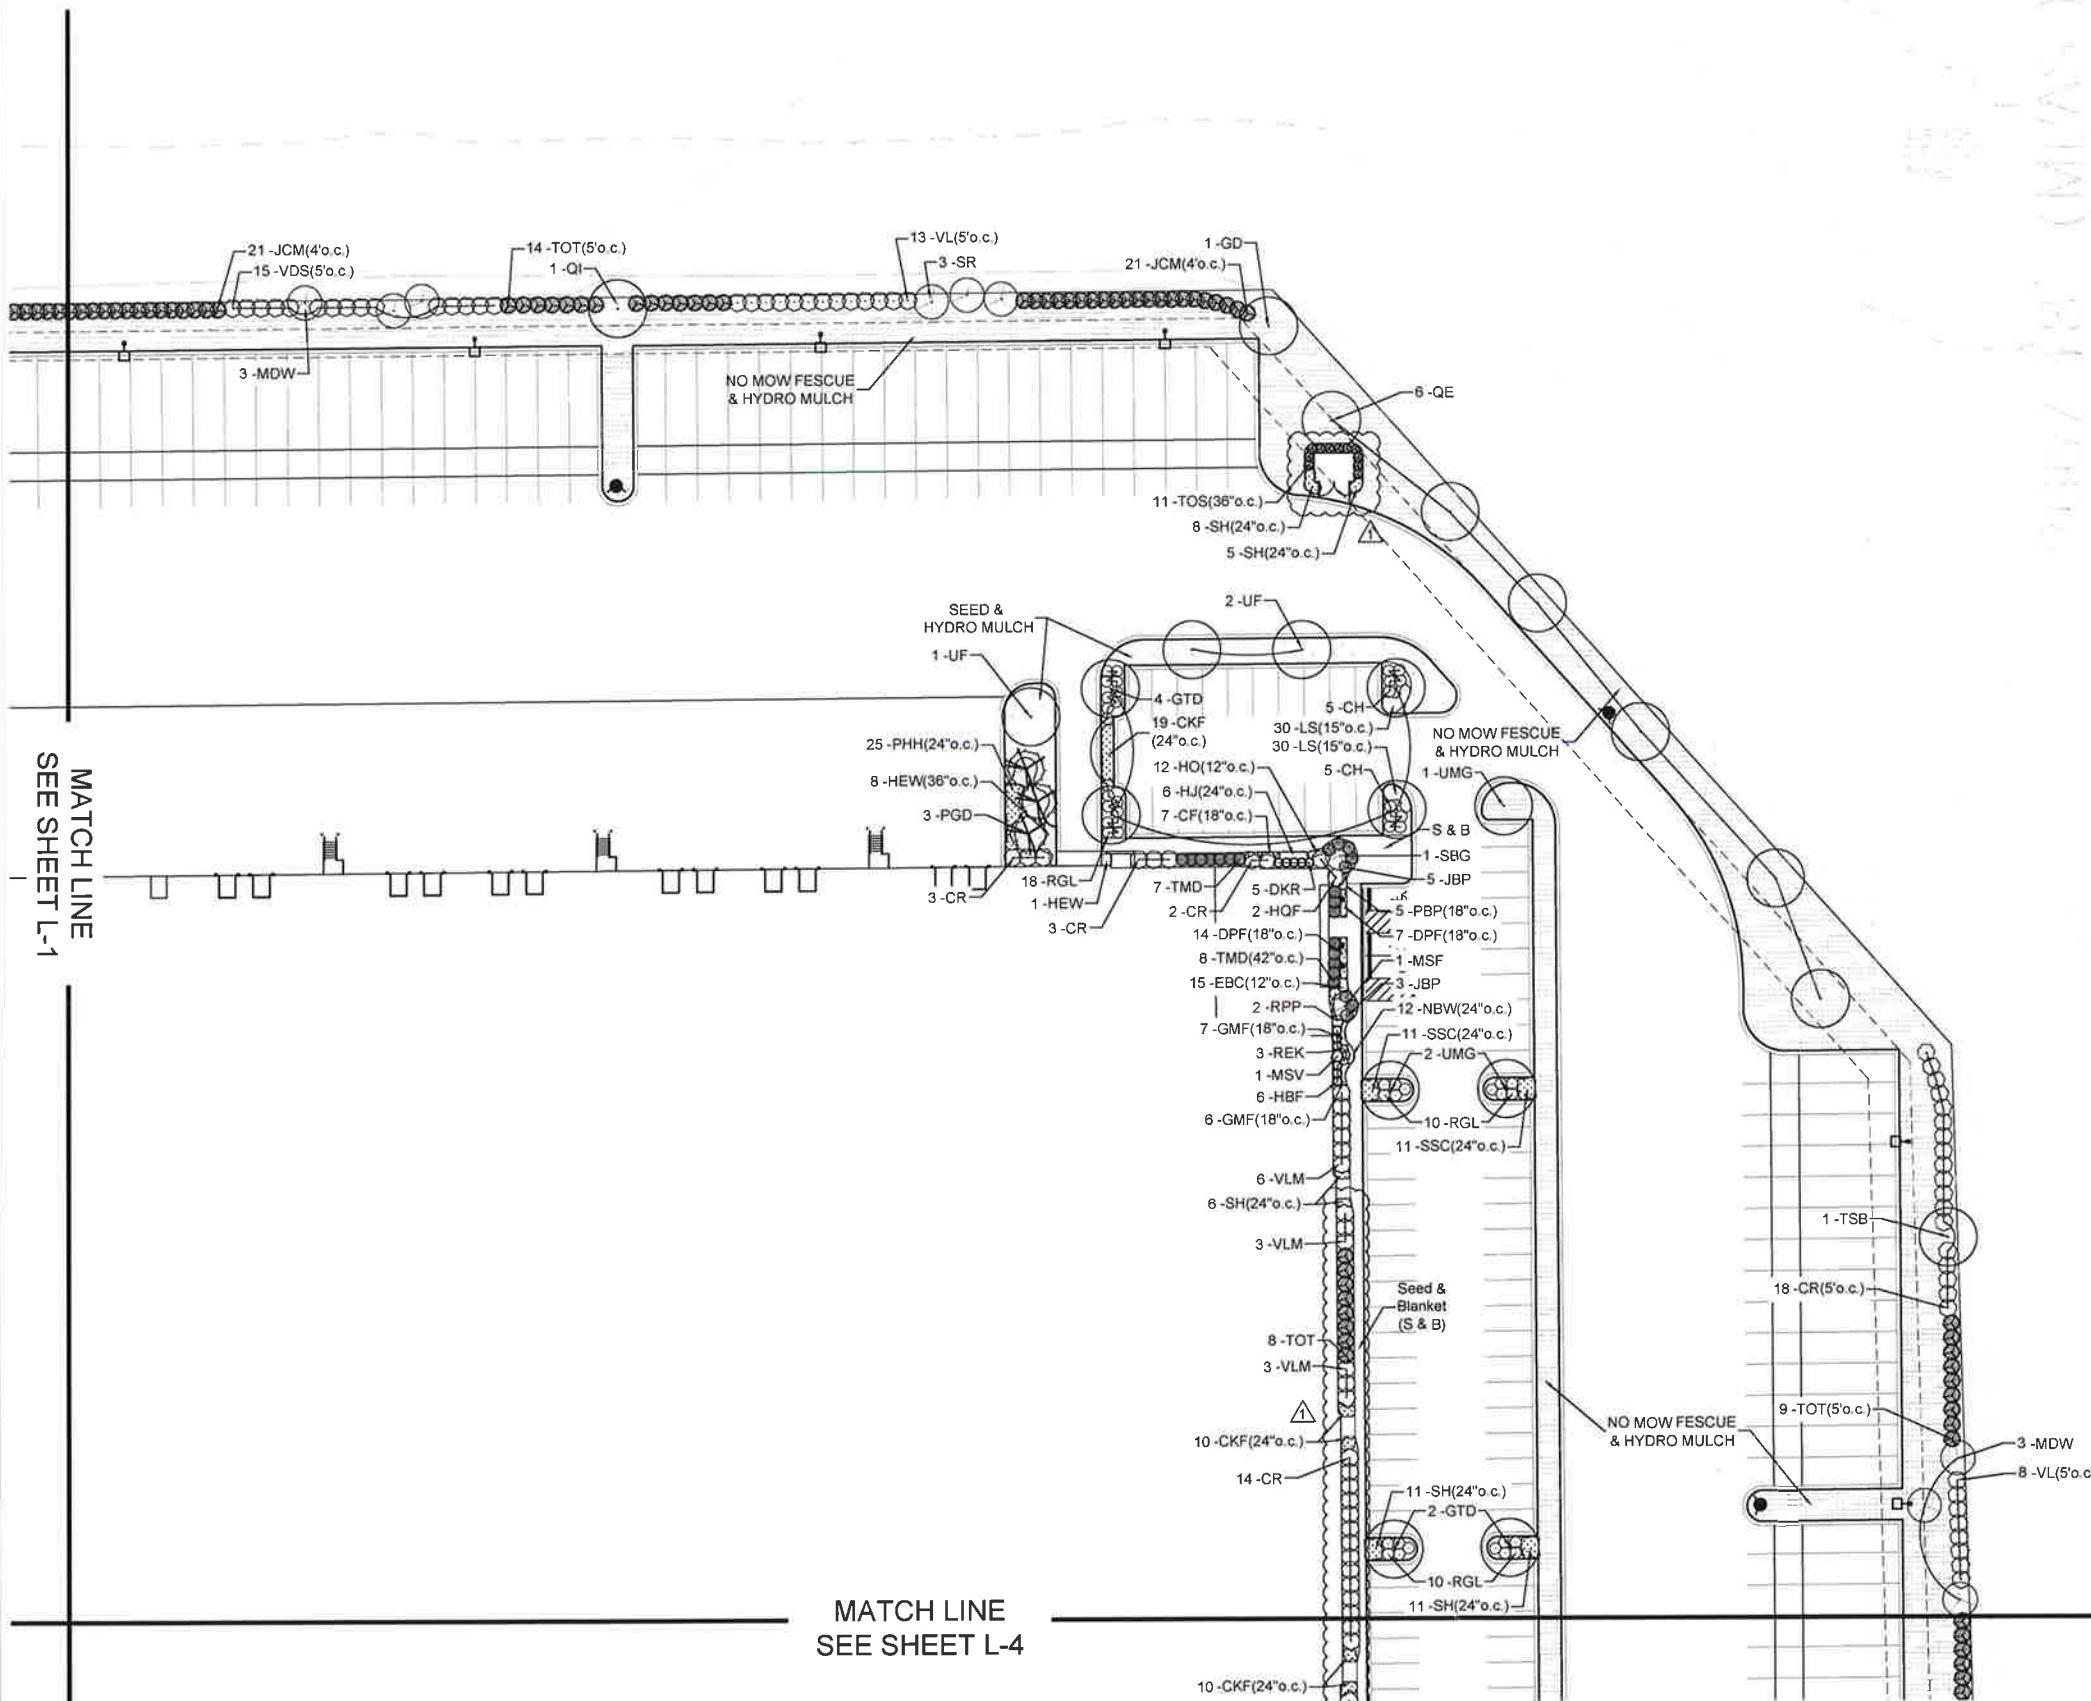 21 -JCM(4'o.c.)
15 -VDS(5'o.c.)
14 -TOT(5'o.c.)
1 -QI
13 -VL(5'o.c.)
3 -SR
1 -GD
21 -JCM(4'o.c.)
3 -MDW
NO MOW FESCUE
& HYDRO MULCH
6 -QE
11 -TOS(36"o.c.)
8 -SH(24"o.c.)
5 -SH(24"o.c.)
1
SEED &
HYDRO MULCH
2 -UF
1 -UF
4 -GTD
19 -CKF
(24"o.c.)
5 -CH
30 -LS(15"o.c.)
30 -LS(15"o.c.)
5 -CH
NO MOW FESCUE
& HYDRO MULCH
1 -UMG
25 -PHH(24"o.c.)
8 -HEW(36"o.c.)
3 -PGD
12 -HO(12"o.c.)
6 -HJ(24"o.c.)
7 -CF(18"o.c.)
S & B
1 -SBG
5 -JBP
MATCH LINE
SEE SHEET L-1
3 -CR
18 -RGL
1 -HEW
3 -CR
7 -TMD
2 -CR
5 -DKR
2 -HQF
5 -PBP(18"o.c.)
7 -DPF(18"o.c.)
14 -DPF(18"o.c.)
8 -TMD(42"o.c.)
1 -MSF
15 -EBC(12"o.c.)
3 -JBP
2 -RPP
12 -NBW(24"o.c.)
7 -GMF(18"o.c.)
11 -SSC(24"o.c.)
3 -REK
2 -UMG
1 -MSV
6 -HBF
6 -GMF(18"o.c.)
10 -RGL
11 -SSC(24"o.c.)
6 -VLM
6 -SH(24"o.c.)
3 -VLM
1 -TSB
18 -CR(5'o.c.)
Seed &
Blanket
(S & B)
8 -TOT
3 -VLM
1
10 -CKF(24"o.c.)
14 -CR
NO MOW FESCUE
& HYDRO MULCH
9 -TOT(5'o.c.)
3 -MDW
8 -VL(5'o.c
11 -SH(24"o.c.)
2 -GTD
10 -RGL
11 -SH(24"o.c.)
MATCH LINE
SEE SHEET L-4
10 -CKF(24"o.c.)